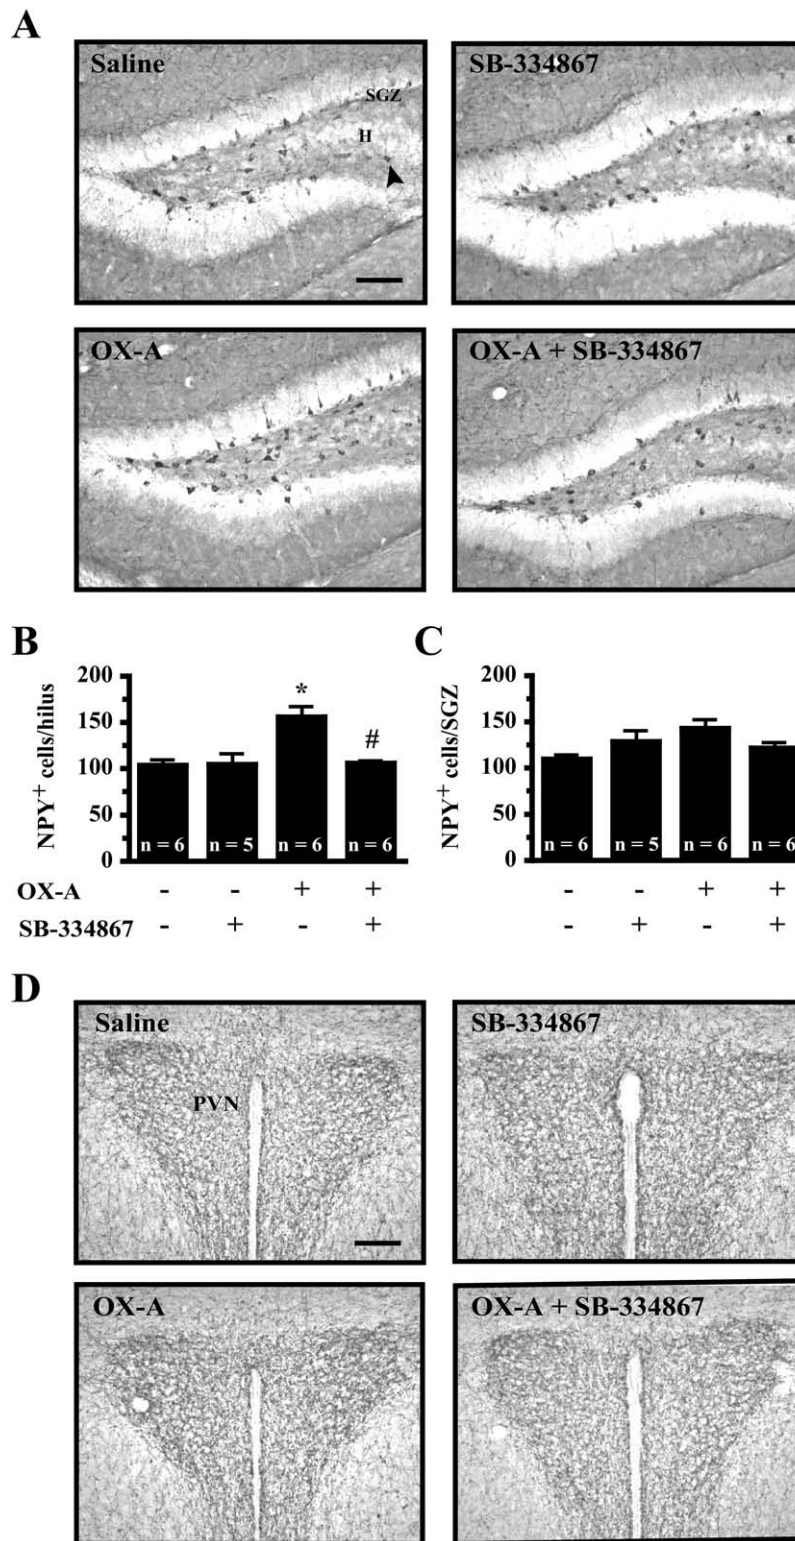 A
Saline
SGZ
H
SB-334867
OX-A
OX-A + SB-334867
B
200
150
100
50
0
NPY+ cells/hilus
*
#
n = 6
n = 5
n = 6
n = 6
OX-A - - + +
SB-334867 - + - +
C
200
150
100
50
0
NPY+ cells/SGZ
n = 6
n = 5
n = 6
n = 6
- - + +
- + - +
D
Saline
PVN
SB-334867
OX-A
OX-A + SB-334867